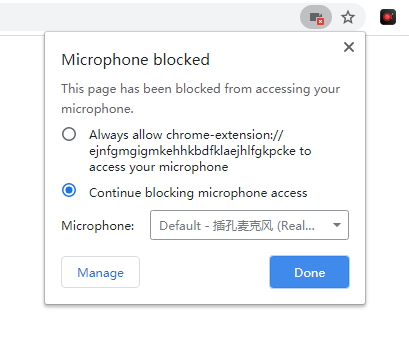 Microphone blocked
This page has been blocked from accessing your
microphone.
Always allow chrome-extension://
ejnfgmgigmkehhkbdfklaejhlfgkpcke to
access your microphone
Continue blocking microphone access
Microphone: Default - 插孔麦克风 (Real...
Manage Done